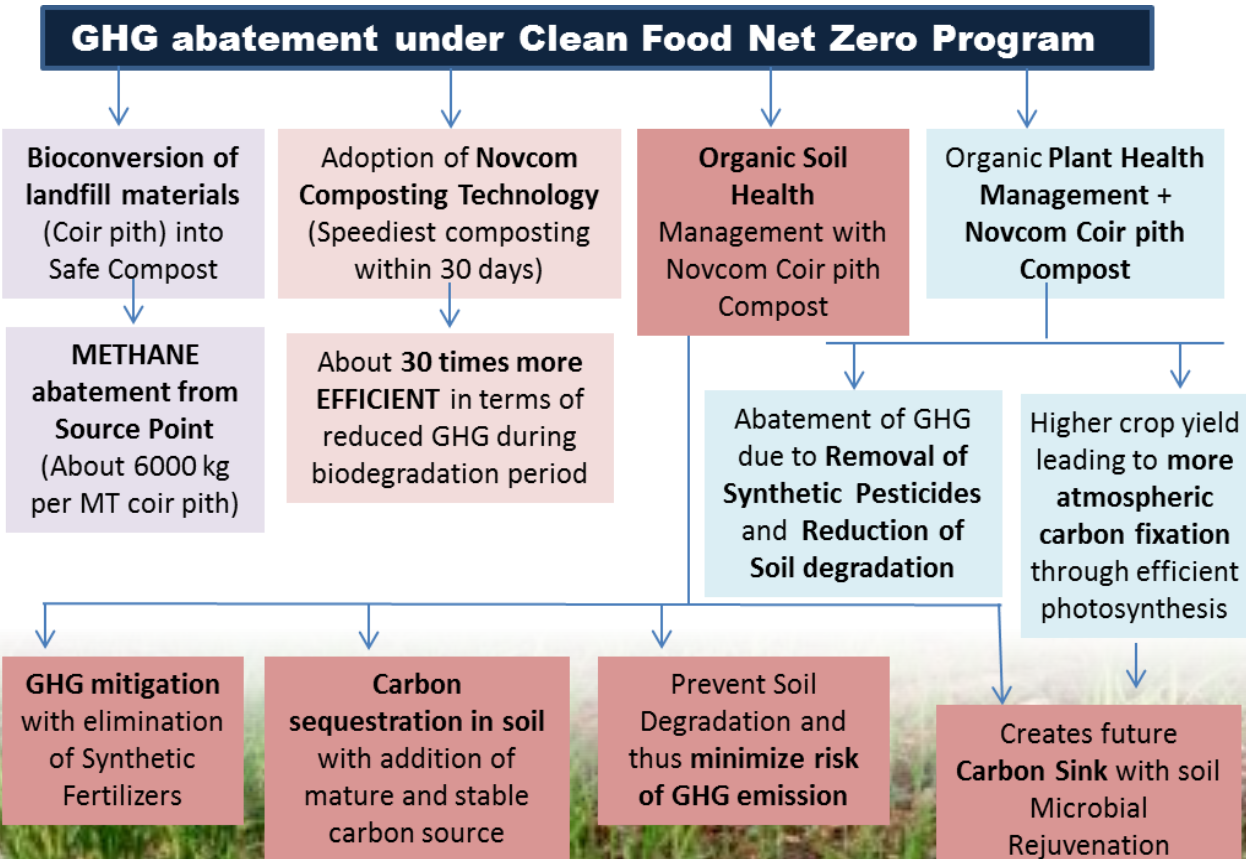 GHG abatement under Clean Food Net Zero Program
Bioconversion of
landfill materials
(Coir pith) into
Safe Compost
Adoption of Novcom
Composting Technology
(Speediest composting
within 30 days)
Organic Soil
Health
Management with
Novcom Coir pith
Compost
Organic Plant Health
Management +
Novcom Coir pith
Compost
METHANE
abatement from
Source Point
(About 6000 kg
per MT coir pith)
About 30 times more
EFFICIENT in terms of
reduced GHG during
biodegradation period
Abatement of GHG
due to Removal of
Synthetic Pesticides
and Reduction of
Soil degradation
Higher crop yield
leading to more
atmospheric
carbon fixation
through efficient
photosynthesis
GHG mitigation
with elimination
of Synthetic
Fertilizers
Carbon
sequestration in soil
with addition of
mature and stable
carbon source
Prevent Soil
Degradation and
thus minimize risk
of GHG emission
Creates future
Carbon Sink with soil
Microbial
Rejuvenation